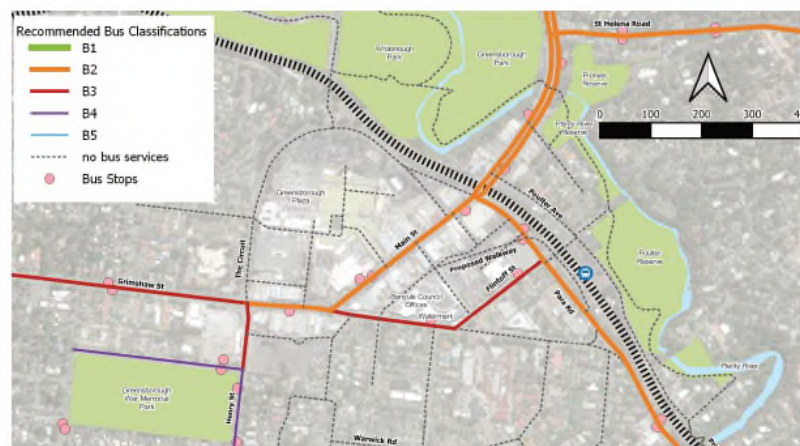 Recommended Bus Classifications
B1
B2
B3
B4
B5
no bus services
Bus Stops
Whatmough
Park
Greensborough
Park
St Helena Road
Pioneer
Reserve
Plenty River
Reserve
0 100 200 300
Greensborough
Plaza
Poulter Ave
Main St
The Circuit
Proposed Walkway
Flintoff St
Poulter
Reserve
Grimshaw St
Banyule Council
Offices
Watermarc
Para Rd
Plenty River
Greensborough
War Memorial
Park
Henry St
Warwick Rd